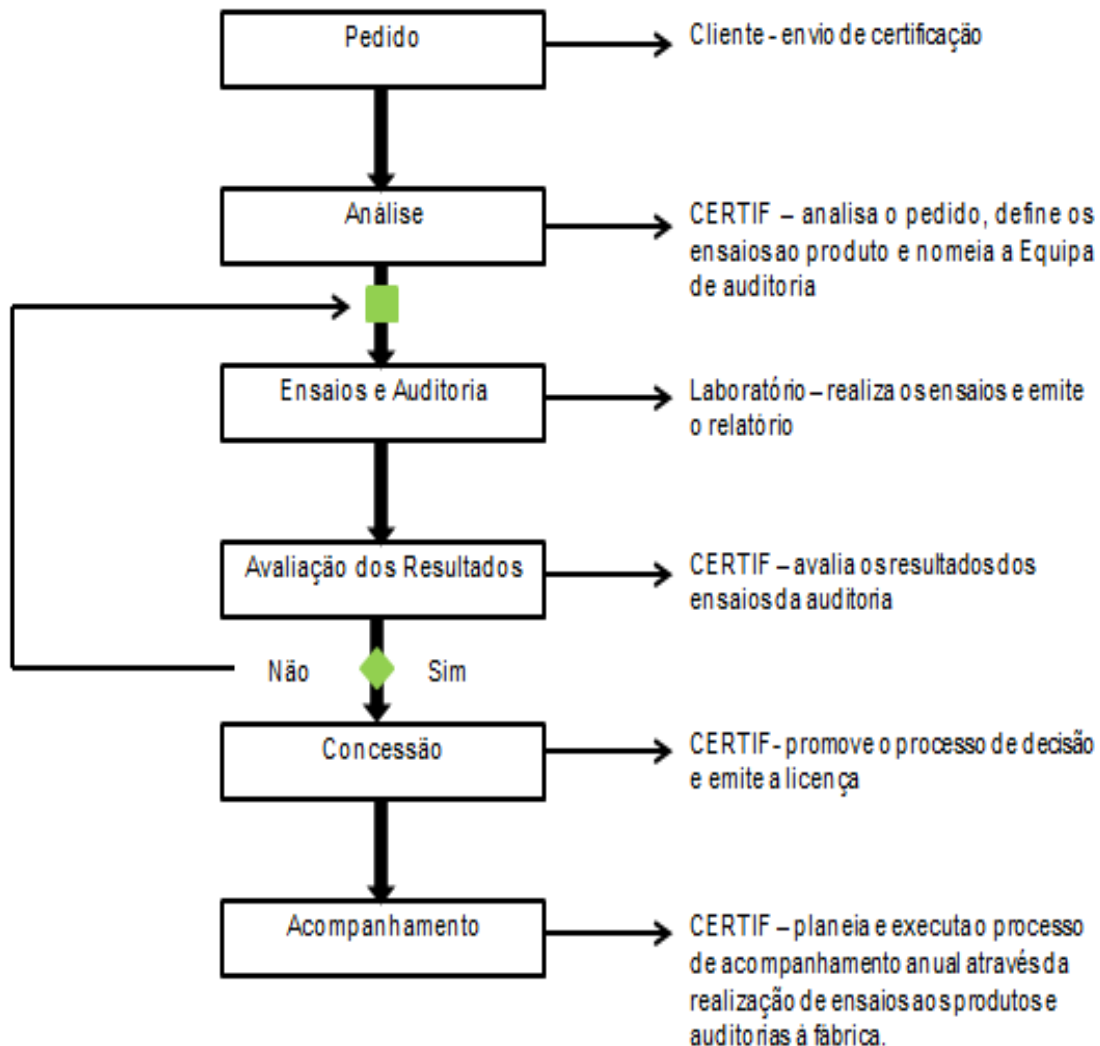 Pedido
Cliente - envio de certificação
Análise
CERTIF – analisa o pedido, define os
ensaios ao produto e nomeia a Equipa
de auditoria
Ensaios e Auditoria
Laboratório – realiza os ensaios e emite
o relatório
Avaliação dos Resultados
CERTIF – avalia os resultados dos
ensaios da auditoria
Não
Sim
Concessão
CERTIF- promove o processo de decisão
e emite a licença
Acompanhamento
CERTIF – planeia e executa o processo
de acompanhamento anual através da
realização de ensaios aos produtos e
auditorias à fábrica.